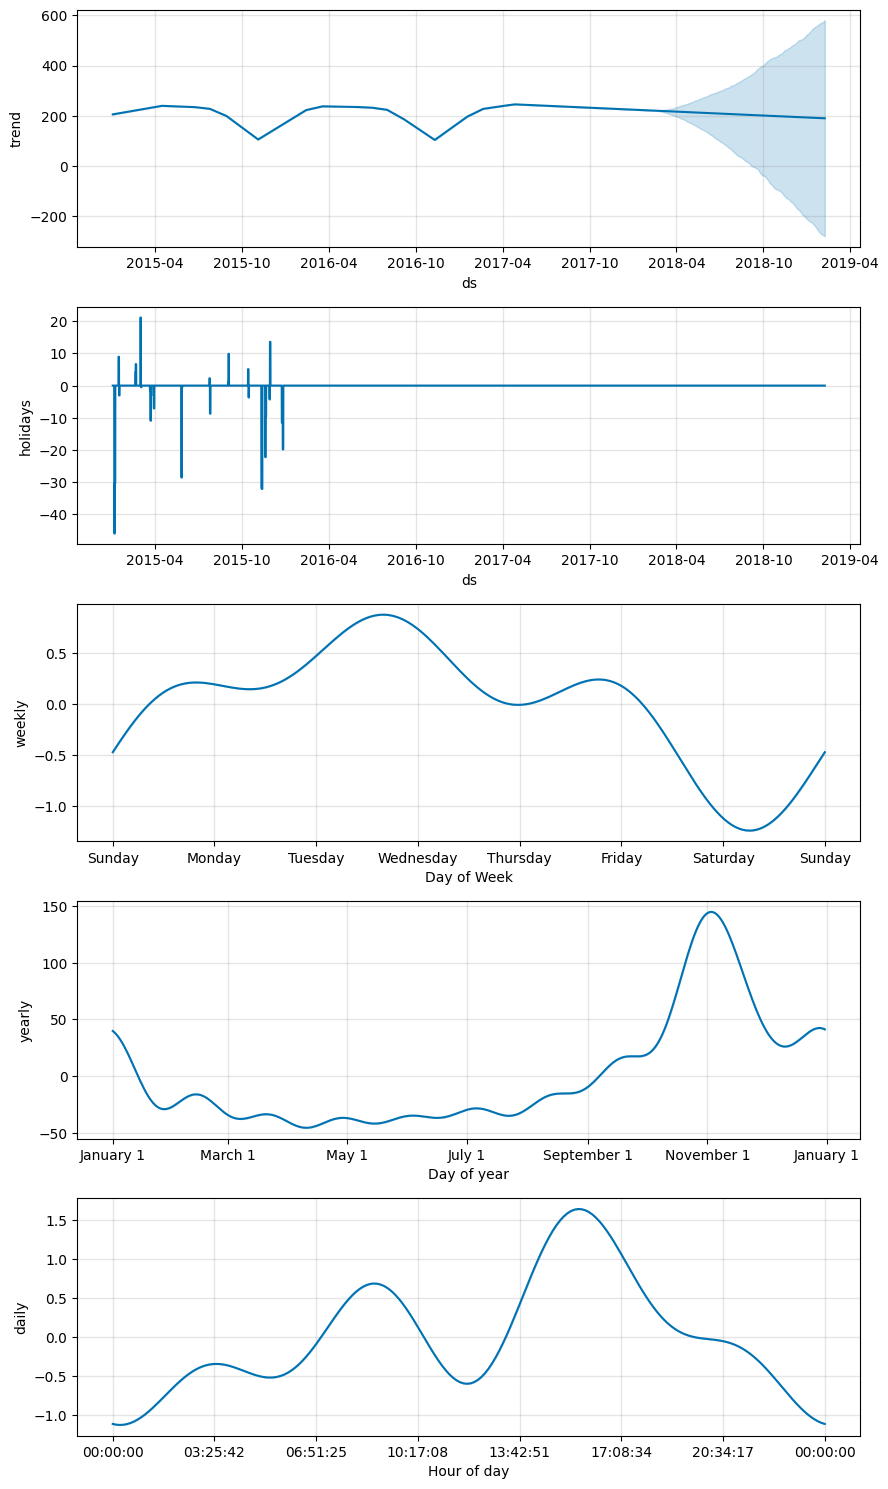 600
400
200
0
−200
trend
2015-04 2015-10 2016-04 2016-10 2017-04 2017-10 2018-04 2018-10 2019-04
ds
20
10
0
−10
−20
−30
−40
holidays
2015-04 2015-10 2016-04 2016-10 2017-04 2017-10 2018-04 2018-10 2019-04
ds
0.5
0.0
−0.5
−1.0
weekly
Sunday Monday Tuesday Wednesday Thursday Friday Saturday Sunday
Day of Week
150
100
50
0
−50
yearly
January 1 March 1 May 1 July 1 September 1 November 1 January 1
Day of year
1.5
1.0
0.5
0.0
−0.5
−1.0
daily
00:00:00 03:25:42 06:51:25 10:17:08 13:42:51 17:08:34 20:34:17 00:00:00
Hour of day